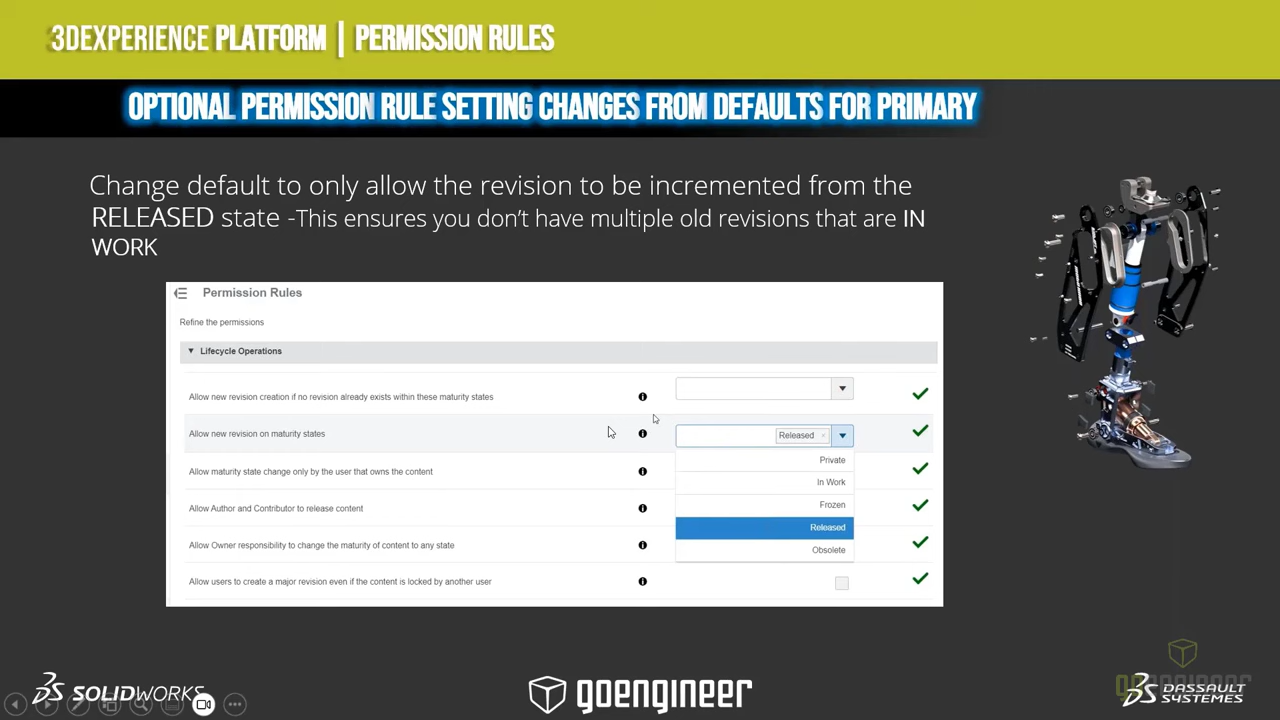 3DEXPERIENCE PLATFORM | PERMISSION RULES
OPTIONAL PERMISSION RULE SETTING CHANGES FROM DEFAULTS FOR PRIMARY
Change default to only allow the revision to be incremented from the
RELEASED state -This ensures you don't have multiple old revisions that are IN
WORK
Permission Rules
Refine the permissions
Lifecycle Operations
Allow new revision creation if no revision already exists within these maturity states
Allow new revision on maturity states
Released ×
Private
In Work
Frozen
Released
Obsolete
Allow maturity state change only by the user that owns the content
Allow Author and Contributor to release content
Allow Owner responsibility to change the maturity of content to any state
Allow users to create a major revision even if the content is locked by another user
SOLIDWORKS
goengineer
goengineer
DASSAULT
SYSTEMES